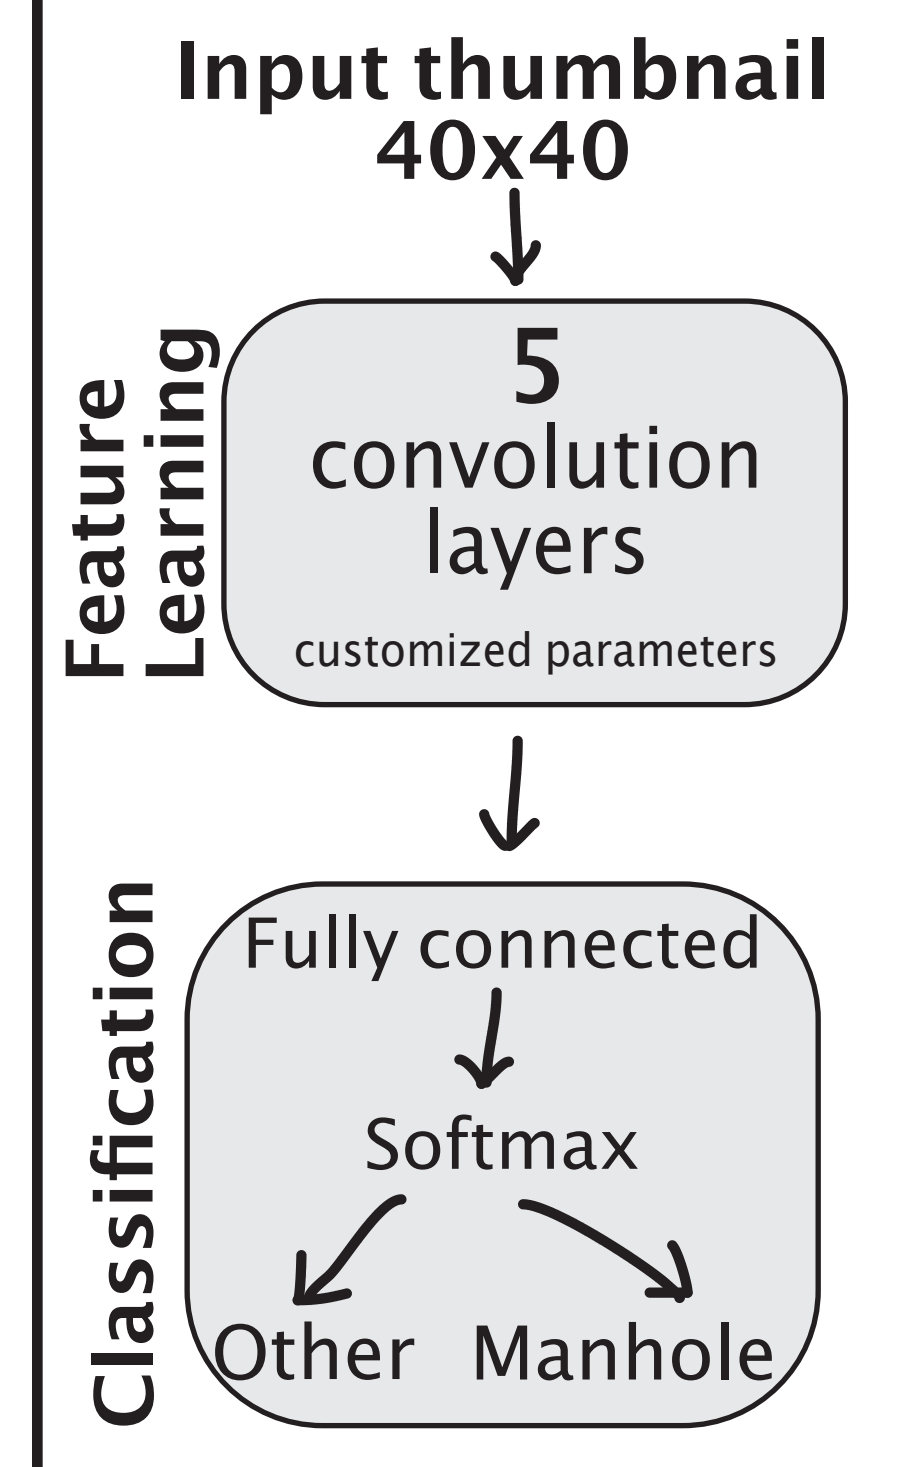 Input thumbnail
40x40
Feature
Learning
5
convolution
layers
customized parameters
Classification
Fully connected
Softmax
Other Manhole